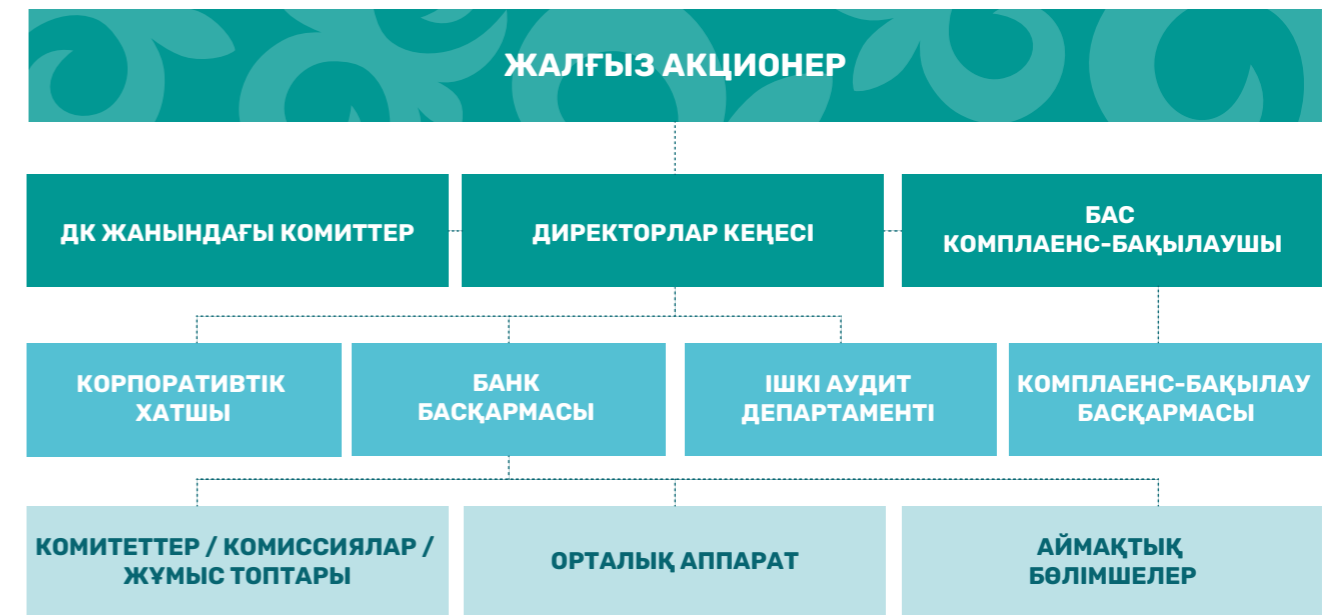 ЖАЛҒЫЗ АКЦИОНЕР
ДК ЖАНЫНДАҒЫ КОМИТТЕР
ДИРЕКТОРЛАР КЕҢЕСІ
БАС
КОМПЛАЕНС-БАҚЫЛАУШЫ
КОРПОРАТИВТІК
ХАТШЫ
БАНК
БАСҚАРМАСЫ
ІШКІ АУДИТ
ДЕПАРТАМЕНТІ
КОМПЛАЕНС-БАҚЫЛАУ
БАСҚАРМАСЫ
КОМИТЕТТЕР / КОМИССИЯЛАР /
ЖҰМЫС ТОПТАРЫ
ОРТАЛЫҚ АППАРАТ
АЙМАҚТЫҚ
БӨЛІМШЕЛЕР